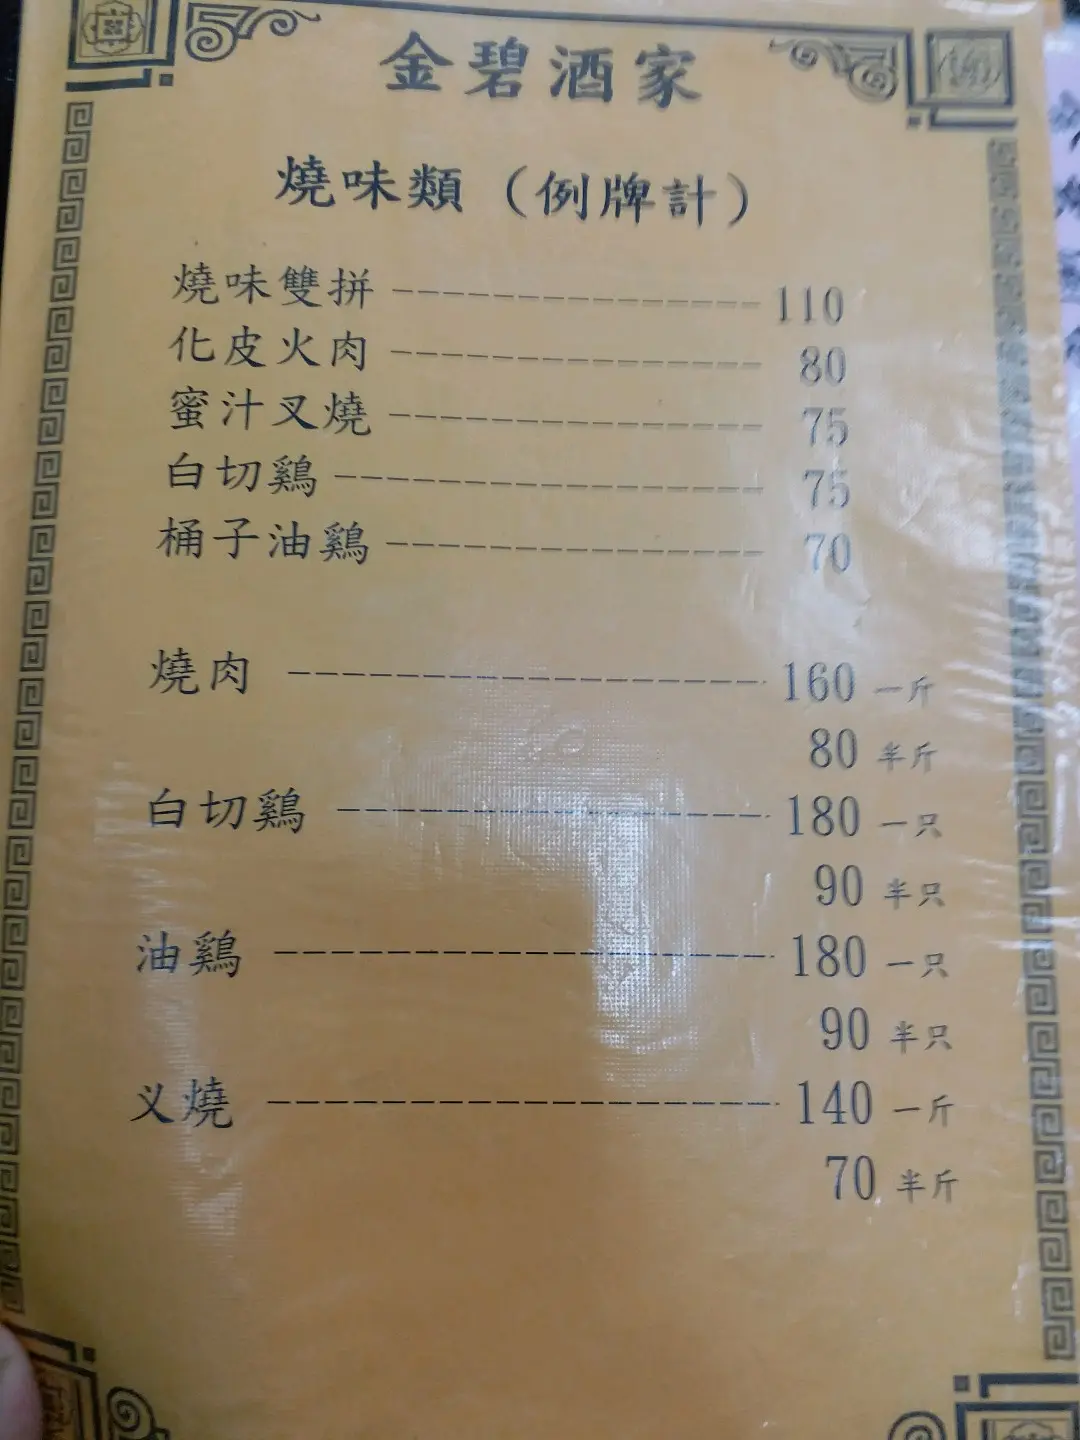 金碧酒家
燒味類（例牌計）
燒味雙拼 110
化皮火肉 80
蜜汁叉燒 75
白切鷄 75
桶子油鷄 70
燒肉 160 一斤
80 半斤
白切鷄 180 一只
90 半只
油鷄 180 一只
90 半只
义燒 140 一斤
70 半斤